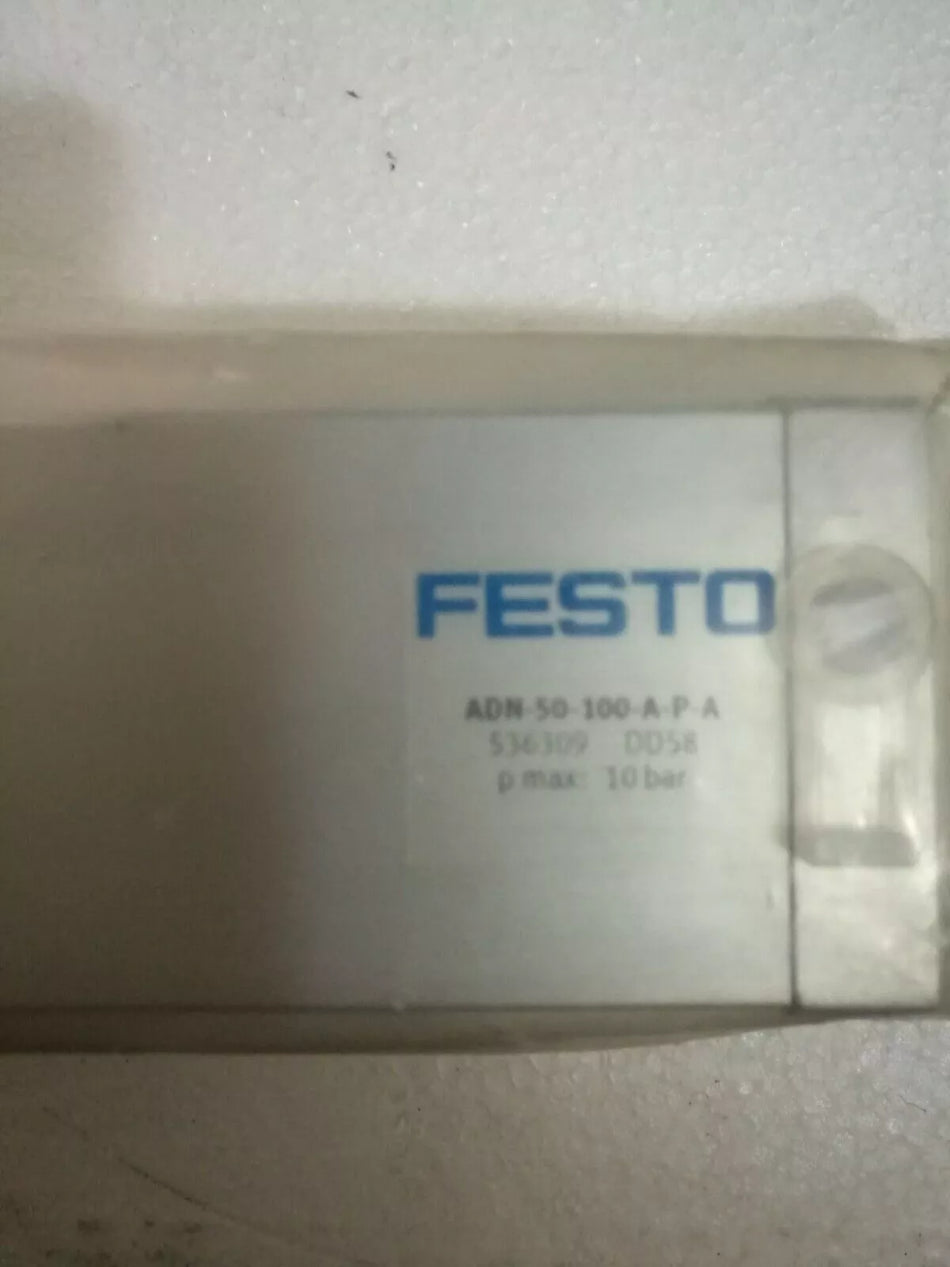 FESTO
ADN-50-100-A-P-A
536309 DD58
p max: 10 bar